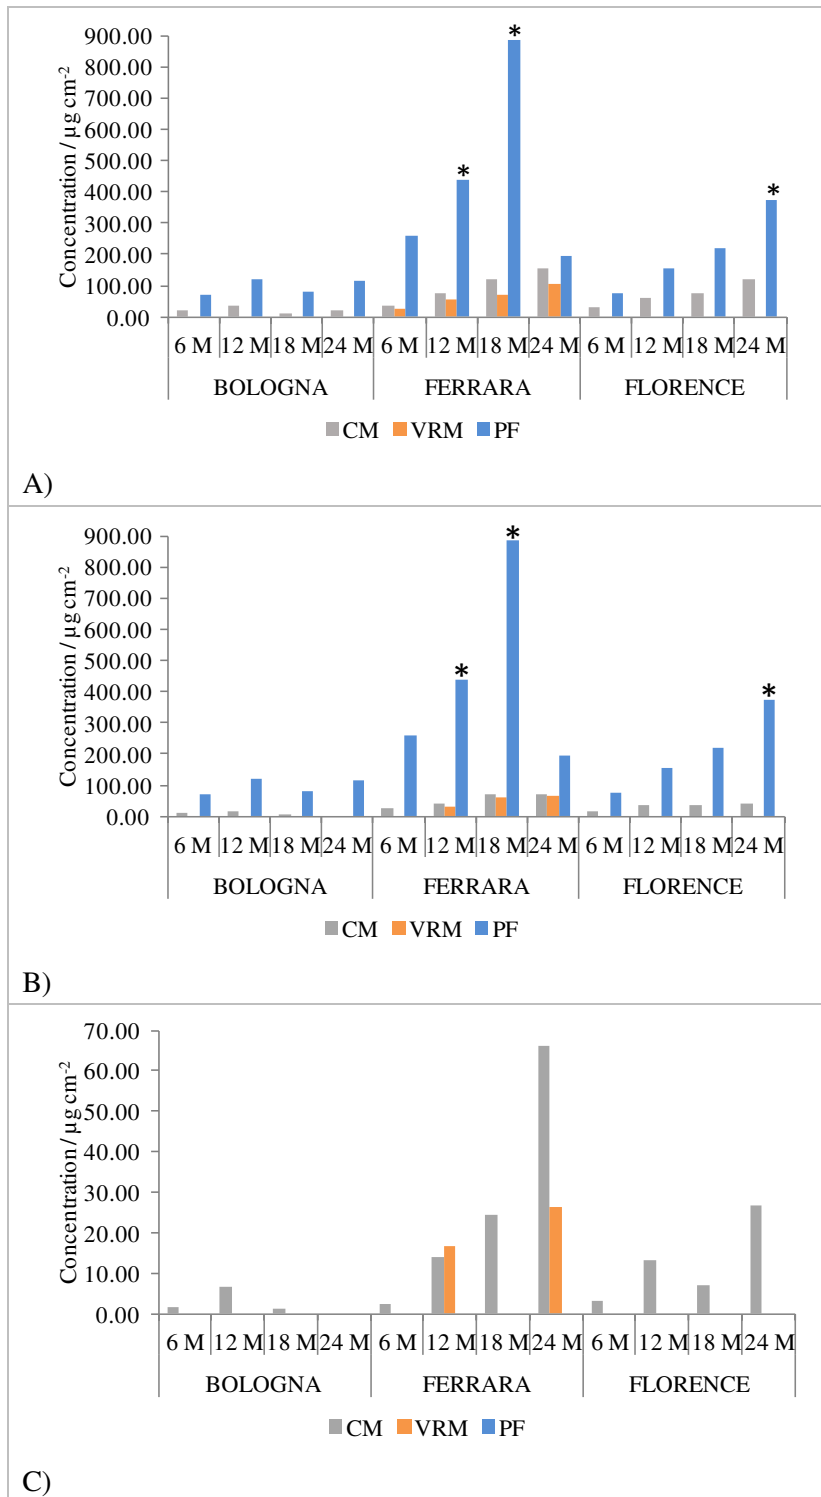 900.00
800.00
700.00
600.00
500.00
400.00
300.00
200.00
100.00
0.00
Concentration / µg cm-2
*
*
*
6 M 12 M 18 M 24 M 6 M 12 M 18 M 24 M 6 M 12 M 18 M 24 M
BOLOGNA FERRARA FLORENCE
CM VRM PF
A)
900.00
800.00
700.00
600.00
500.00
400.00
300.00
200.00
100.00
0.00
Concentration / µg cm-2
*
*
*
6 M 12 M 18 M 24 M 6 M 12 M 18 M 24 M 6 M 12 M 18 M 24 M
BOLOGNA FERRARA FLORENCE
CM VRM PF
B)
70.00
60.00
50.00
40.00
30.00
20.00
10.00
0.00
Concentration / µg cm-2
6 M 12 M 18 M 24 M 6 M 12 M 18 M 24 M 6 M 12 M 18 M 24 M
BOLOGNA FERRARA FLORENCE
CM VRM PF
C)